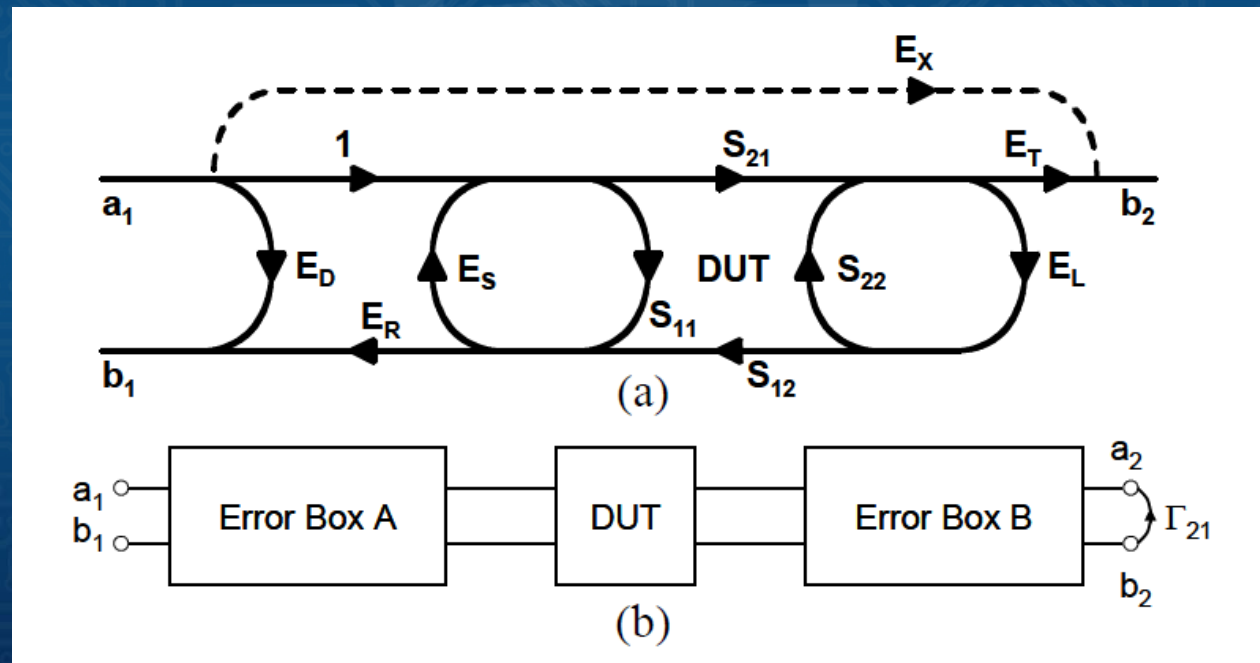 E_X
1 S_21 E_T
a_1 b_2
E_D E_S DUT S_22 E_L
E_R S_11
b_1 S_12
(a)
a_1 a_2
Error Box A DUT Error Box B Γ_21
b_1
b_2
(b)